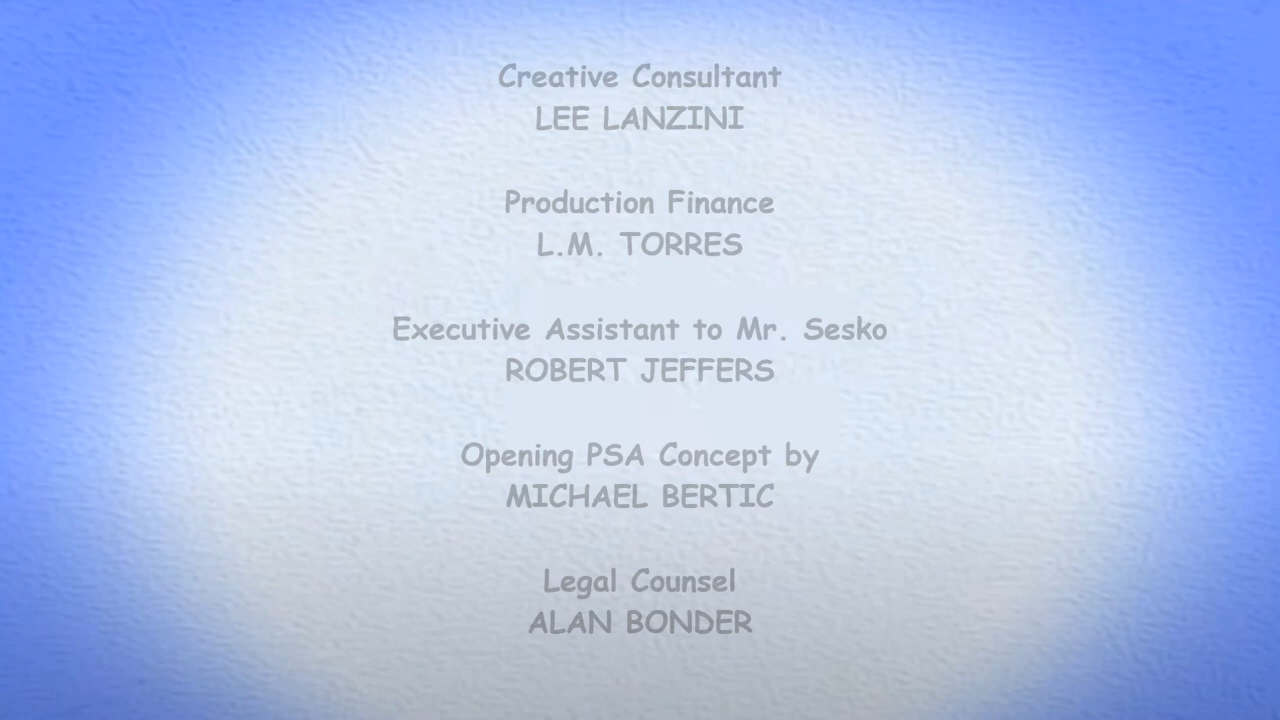 Creative Consultant
LEE LANZINI
Production Finance
L.M. TORRES
Executive Assistant to Mr. Sesko
ROBERT JEFFERS
Opening PSA Concept by
MICHAEL BERTIC
Legal Counsel
ALAN BONDER